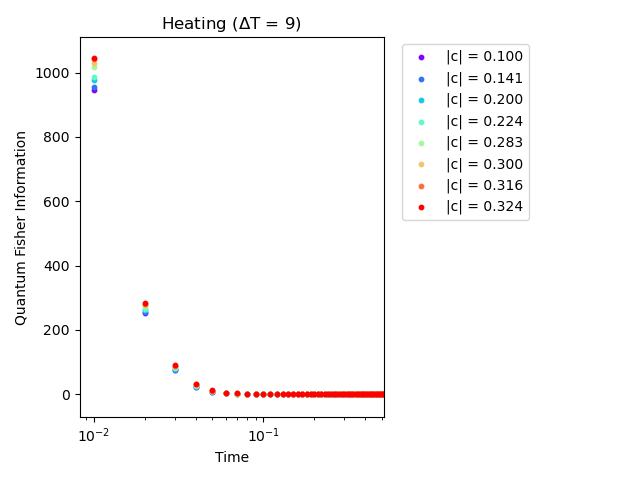 Heating (ΔT = 9)
Quantum Fisher Information
1000
800
600
400
200
0
10⁻²
10⁻¹
Time
|c| = 0.100
|c| = 0.141
|c| = 0.200
|c| = 0.224
|c| = 0.283
|c| = 0.300
|c| = 0.316
|c| = 0.324